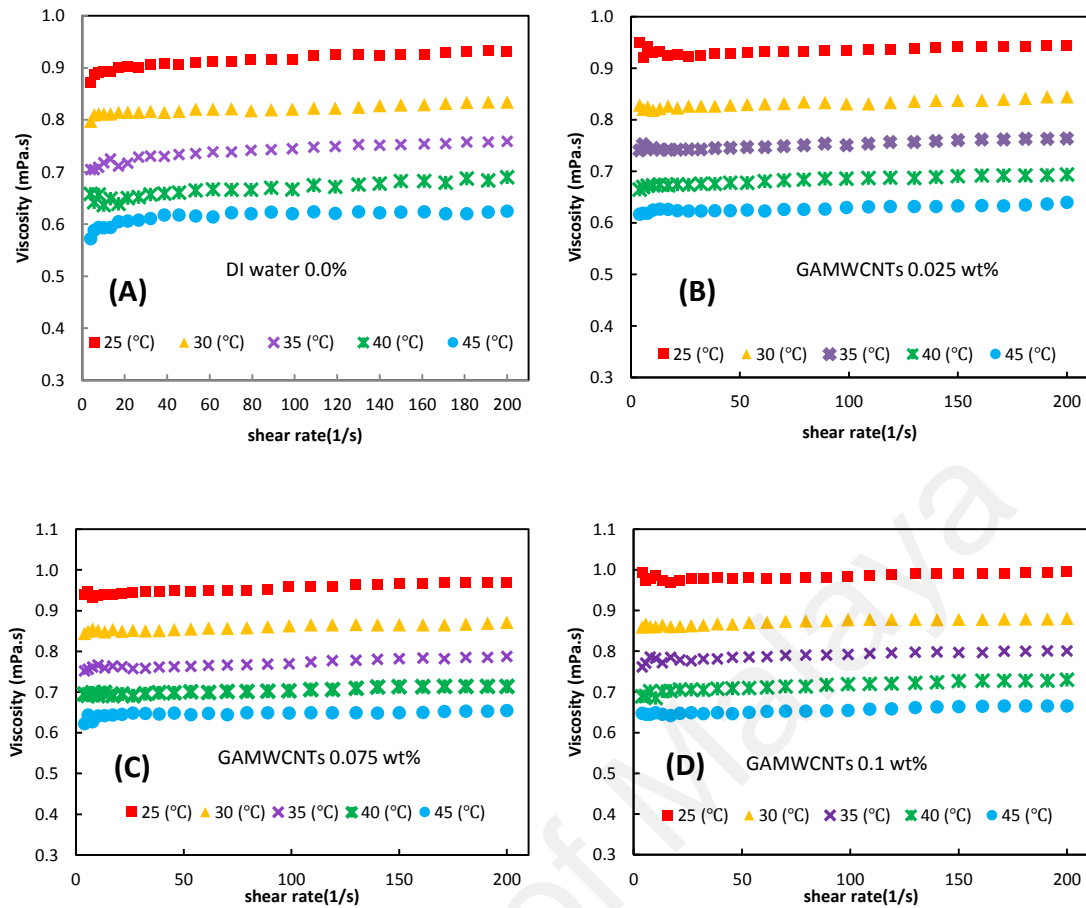 1.0
0.9
0.8
0.7
0.6
0.5
0.4
0.3
Viscosity (mPa.s)
(A)
DI water 0.0%
25 (℃) 30 (℃) 35 (℃) 40 (℃) 45 (℃)
0 20 40 60 80 100 120 140 160 180 200
shear rate(1/s)
1.0
0.9
0.8
0.7
0.6
0.5
0.4
0.3
Viscosity (mPa.s)
(B)
GAMWCNTs 0.025 wt%
25 (℃) 30 (℃) 35 (℃) 40 (℃) 45 (℃)
0 50 100 150 200
shear rate(1/s)
1.1
1.0
0.9
0.8
0.7
0.6
0.5
0.4
0.3
Viscosity (mPa.s)
(C)
GAMWCNTs 0.075 wt%
25 (℃) 30 (℃) 35 (℃) 40 (℃) 45 (℃)
0 50 100 150 200
shear rate(1/s)
1.1
1.0
0.9
0.8
0.7
0.6
0.5
0.4
0.3
Viscosity (mPa.s)
(D)
GAMWCNTs 0.1 wt%
25 (℃) 30 (℃) 35 (℃) 40 (℃) 45 (℃)
0 50 100 150 200
shear rate(1/s)
of Malaya